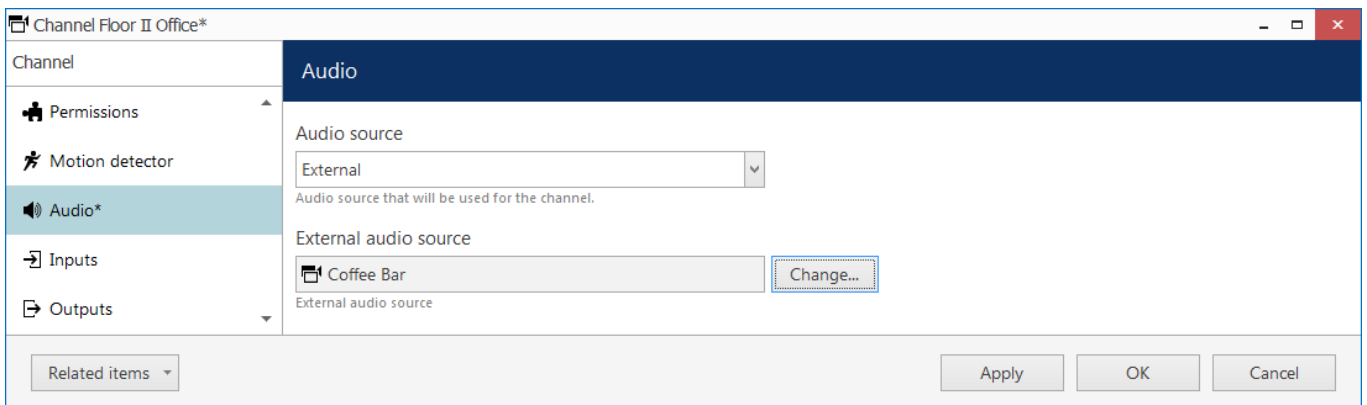 Channel Floor II Office*
Channel
Permissions
Motion detector
Audio*
Inputs
Outputs
Audio
Audio source
External
Audio source that will be used for the channel.
External audio source
Coffee Bar
Change...
External audio source
Related items
Apply
OK
Cancel